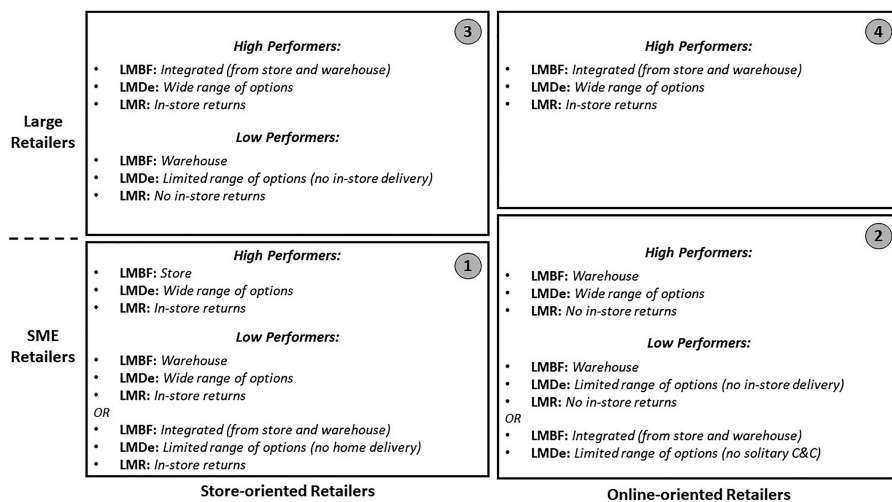 3
High Performers:
• LMBF: Integrated (from store and warehouse)
• LMDe: Wide range of options
• LMR: In-store returns
Low Performers:
• LMBF: Warehouse
• LMDe: Limited range of options (no in-store delivery)
• LMR: No in-store returns
4
High Performers:
• LMBF: Integrated (from store and warehouse)
• LMDe: Wide range of options
• LMR: In-store returns
Large
Retailers
1
High Performers:
• LMBF: Store
• LMDe: Wide range of options
• LMR: In-store returns
Low Performers:
• LMBF: Warehouse
• LMDe: Wide range of options
• LMR: In-store returns
OR
• LMBF: Integrated (from store and warehouse)
• LMDe: Limited range of options (no home delivery)
• LMR: In-store returns
2
High Performers:
• LMBF: Warehouse
• LMDe: Wide range of options
• LMR: No in-store returns
Low Performers:
• LMBF: Warehouse
• LMDe: Limited range of options (no in-store delivery)
• LMR: No in-store returns
OR
• LMBF: Integrated (from store and warehouse)
• LMDe: Limited range of options (no solitary C&C)
SME
Retailers
Store-oriented Retailers
Online-oriented Retailers